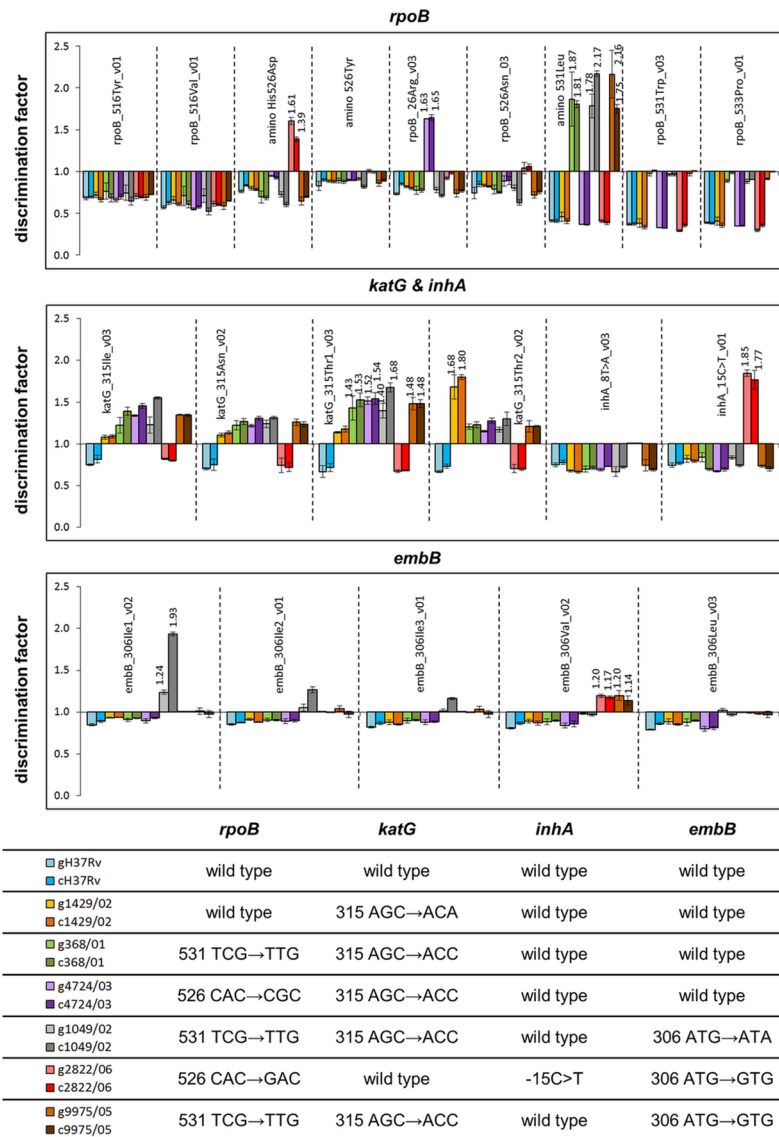 rpoB
discrimination factor
2.5
2.0
1.5
1.0
0.5
0.0
rpoB_516Tyr_v01
rpoB_516Val_v01
amino His526Asp
1.61
1.39
amino 526Tyr
rpoB_26Arg_v03
1.63
1.65
rpoB_526Asn_03
amino 531Leu
1.87
1.81
1.78
2.17
2.16
1.75
rpoB_531Trp_v03
rpoB_533Pro_v01
katG & inhA
discrimination factor
2.5
2.0
1.5
1.0
0.5
0.0
katG_315Ile_v03
katG_315Asn_v02
katG_315Thr1_v03
1.43
1.53
1.52
1.54
1.40
1.68
1.48
1.48
1.68
1.80
katG_315Thr2_v02
inhA_8T>A_v03
inhA_15C>T_v01
1.85
1.77
embB
discrimination factor
2.5
2.0
1.5
1.0
0.5
0.0
embB_306Ile1_v02
1.24
1.93
embB_306Ile2_v01
embB_306Ile3_v01
embB_306Val_v02
1.20
1.17
1.20
1.14
embB_306Leu_v03
rpoB katG inhA embB
gH37Rv
cH37Rv
wild type wild type wild type wild type
g1429/02
c1429/02
wild type 315 AGC→ACA wild type wild type
g368/01
c368/01
531 TCG→TTG 315 AGC→ACC wild type wild type
g4724/03
c4724/03
526 CAC→CGC 315 AGC→ACC wild type wild type
g1049/02
c1049/02
531 TCG→TTG 315 AGC→ACC wild type 306 ATG→ATA
g2822/06
c2822/06
526 CAC→GAC wild type -15C>T 306 ATG→GTG
g9975/05
c9975/05
531 TCG→TTG 315 AGC→ACC wild type 306 ATG→GTG